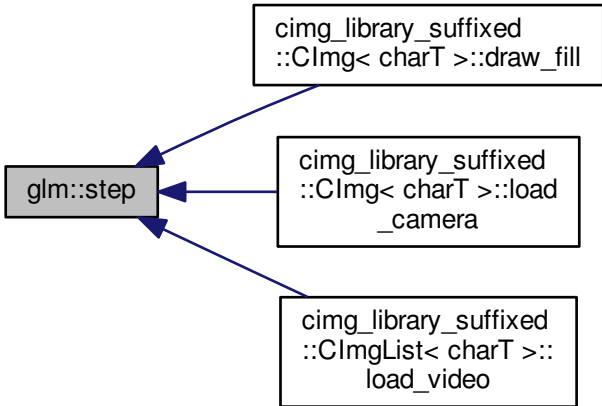 cimg_library_suffixed
::CImg< charT >::draw_fill
glm::step
cimg_library_suffixed
::CImg< charT >::load
_camera
cimg_library_suffixed
::CImgList< charT >::
load_video